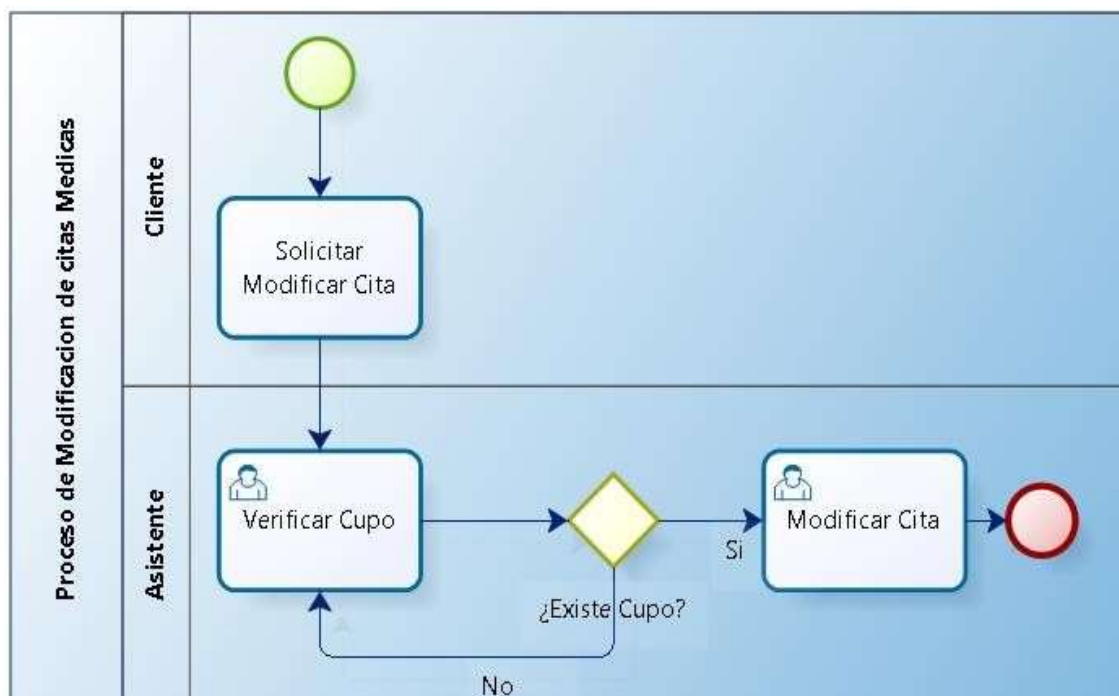 Proceso de Modificacion de citas Medicas
Cliente
Solicitar
Modificar Cita
Asistente
Verificar Cupo
¿Existe Cupo?
Si
Modificar Cita
No